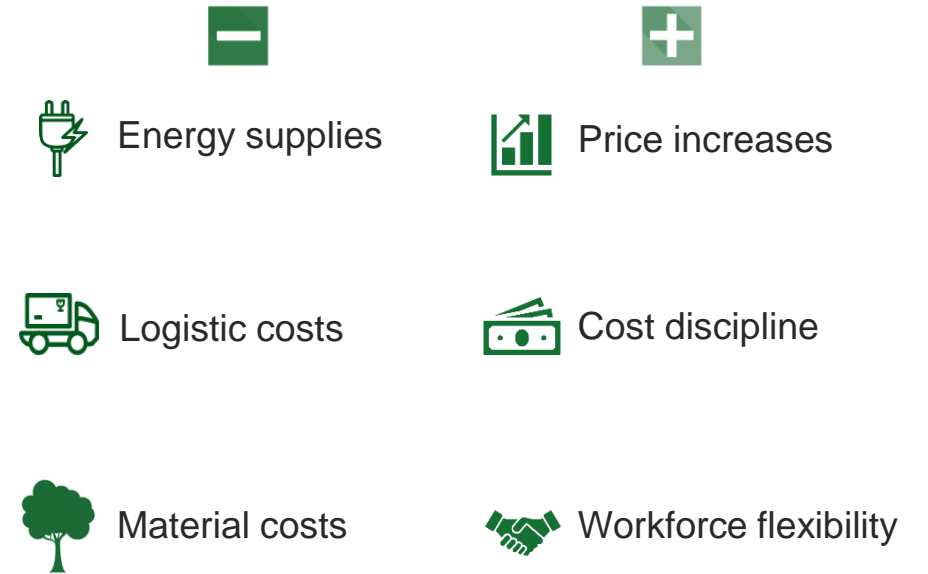 Energy supplies
Price increases
Logistic costs
Cost discipline
Material costs
Workforce flexibility